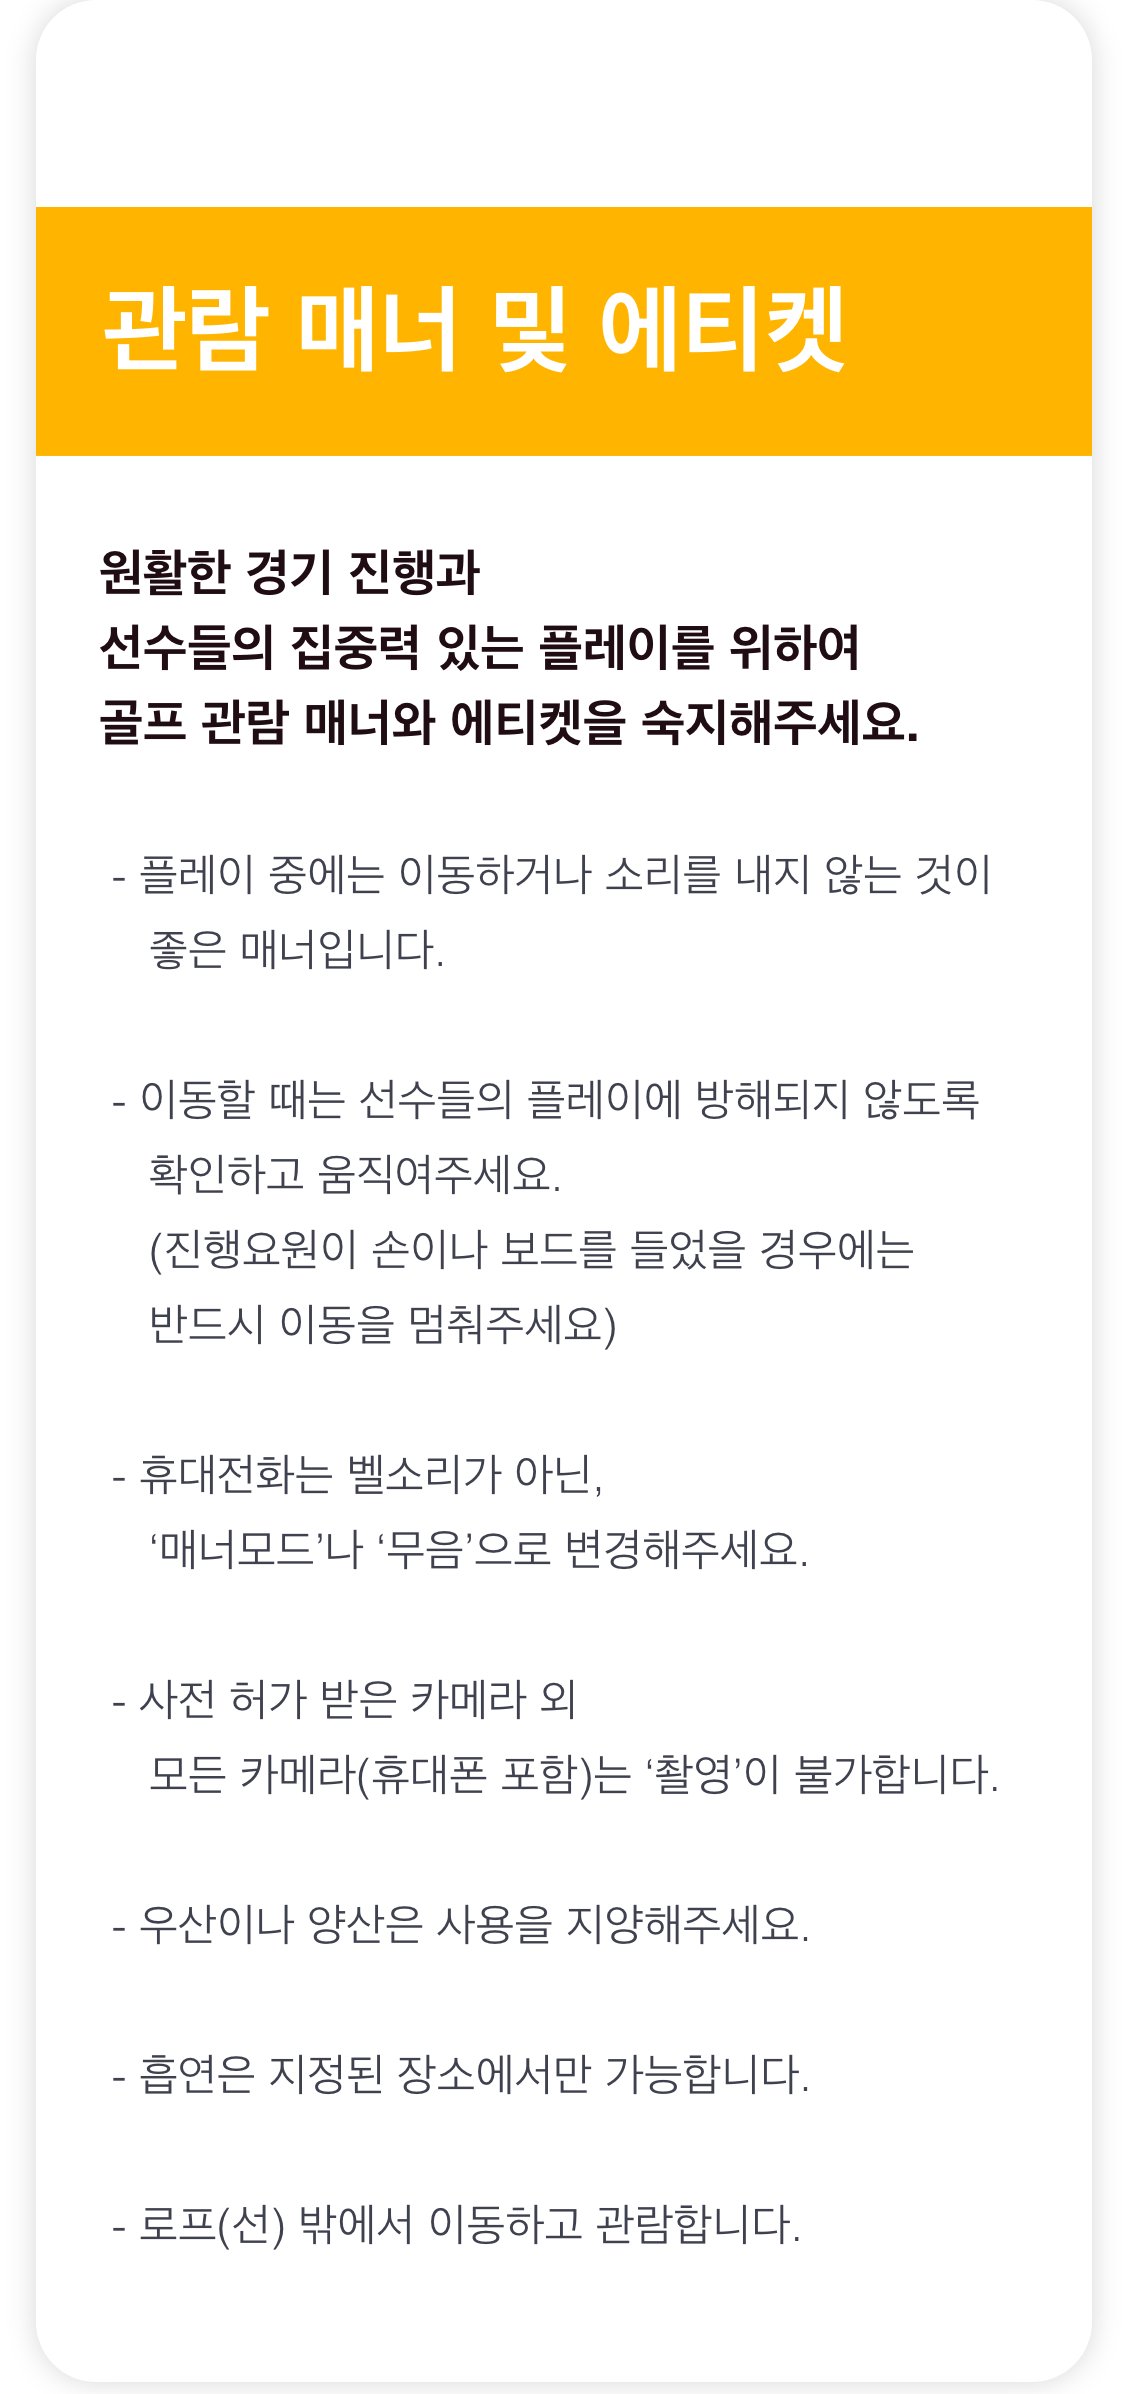 관람 매너 및 에티켓
원활한 경기 진행과
선수들의 집중력 있는 플레이를 위하여
골프 관람 매너와 에티켓을 숙지해주세요.
- 플레이 중에는 이동하거나 소리를 내지 않는 것이
좋은 매너입니다.
- 이동할 때는 선수들의 플레이에 방해되지 않도록
확인하고 움직여주세요.
(진행요원이 손이나 보드를 들었을 경우에는
반드시 이동을 멈춰주세요)
- 휴대전화는 벨소리가 아닌,
‘매너모드’나 ‘무음’으로 변경해주세요.
- 사전 허가 받은 카메라 외
모든 카메라(휴대폰 포함)는 ‘촬영’이 불가합니다.
- 우산이나 양산은 사용을 지양해주세요.
- 흡연은 지정된 장소에서만 가능합니다.
- 로프(선) 밖에서 이동하고 관람합니다.